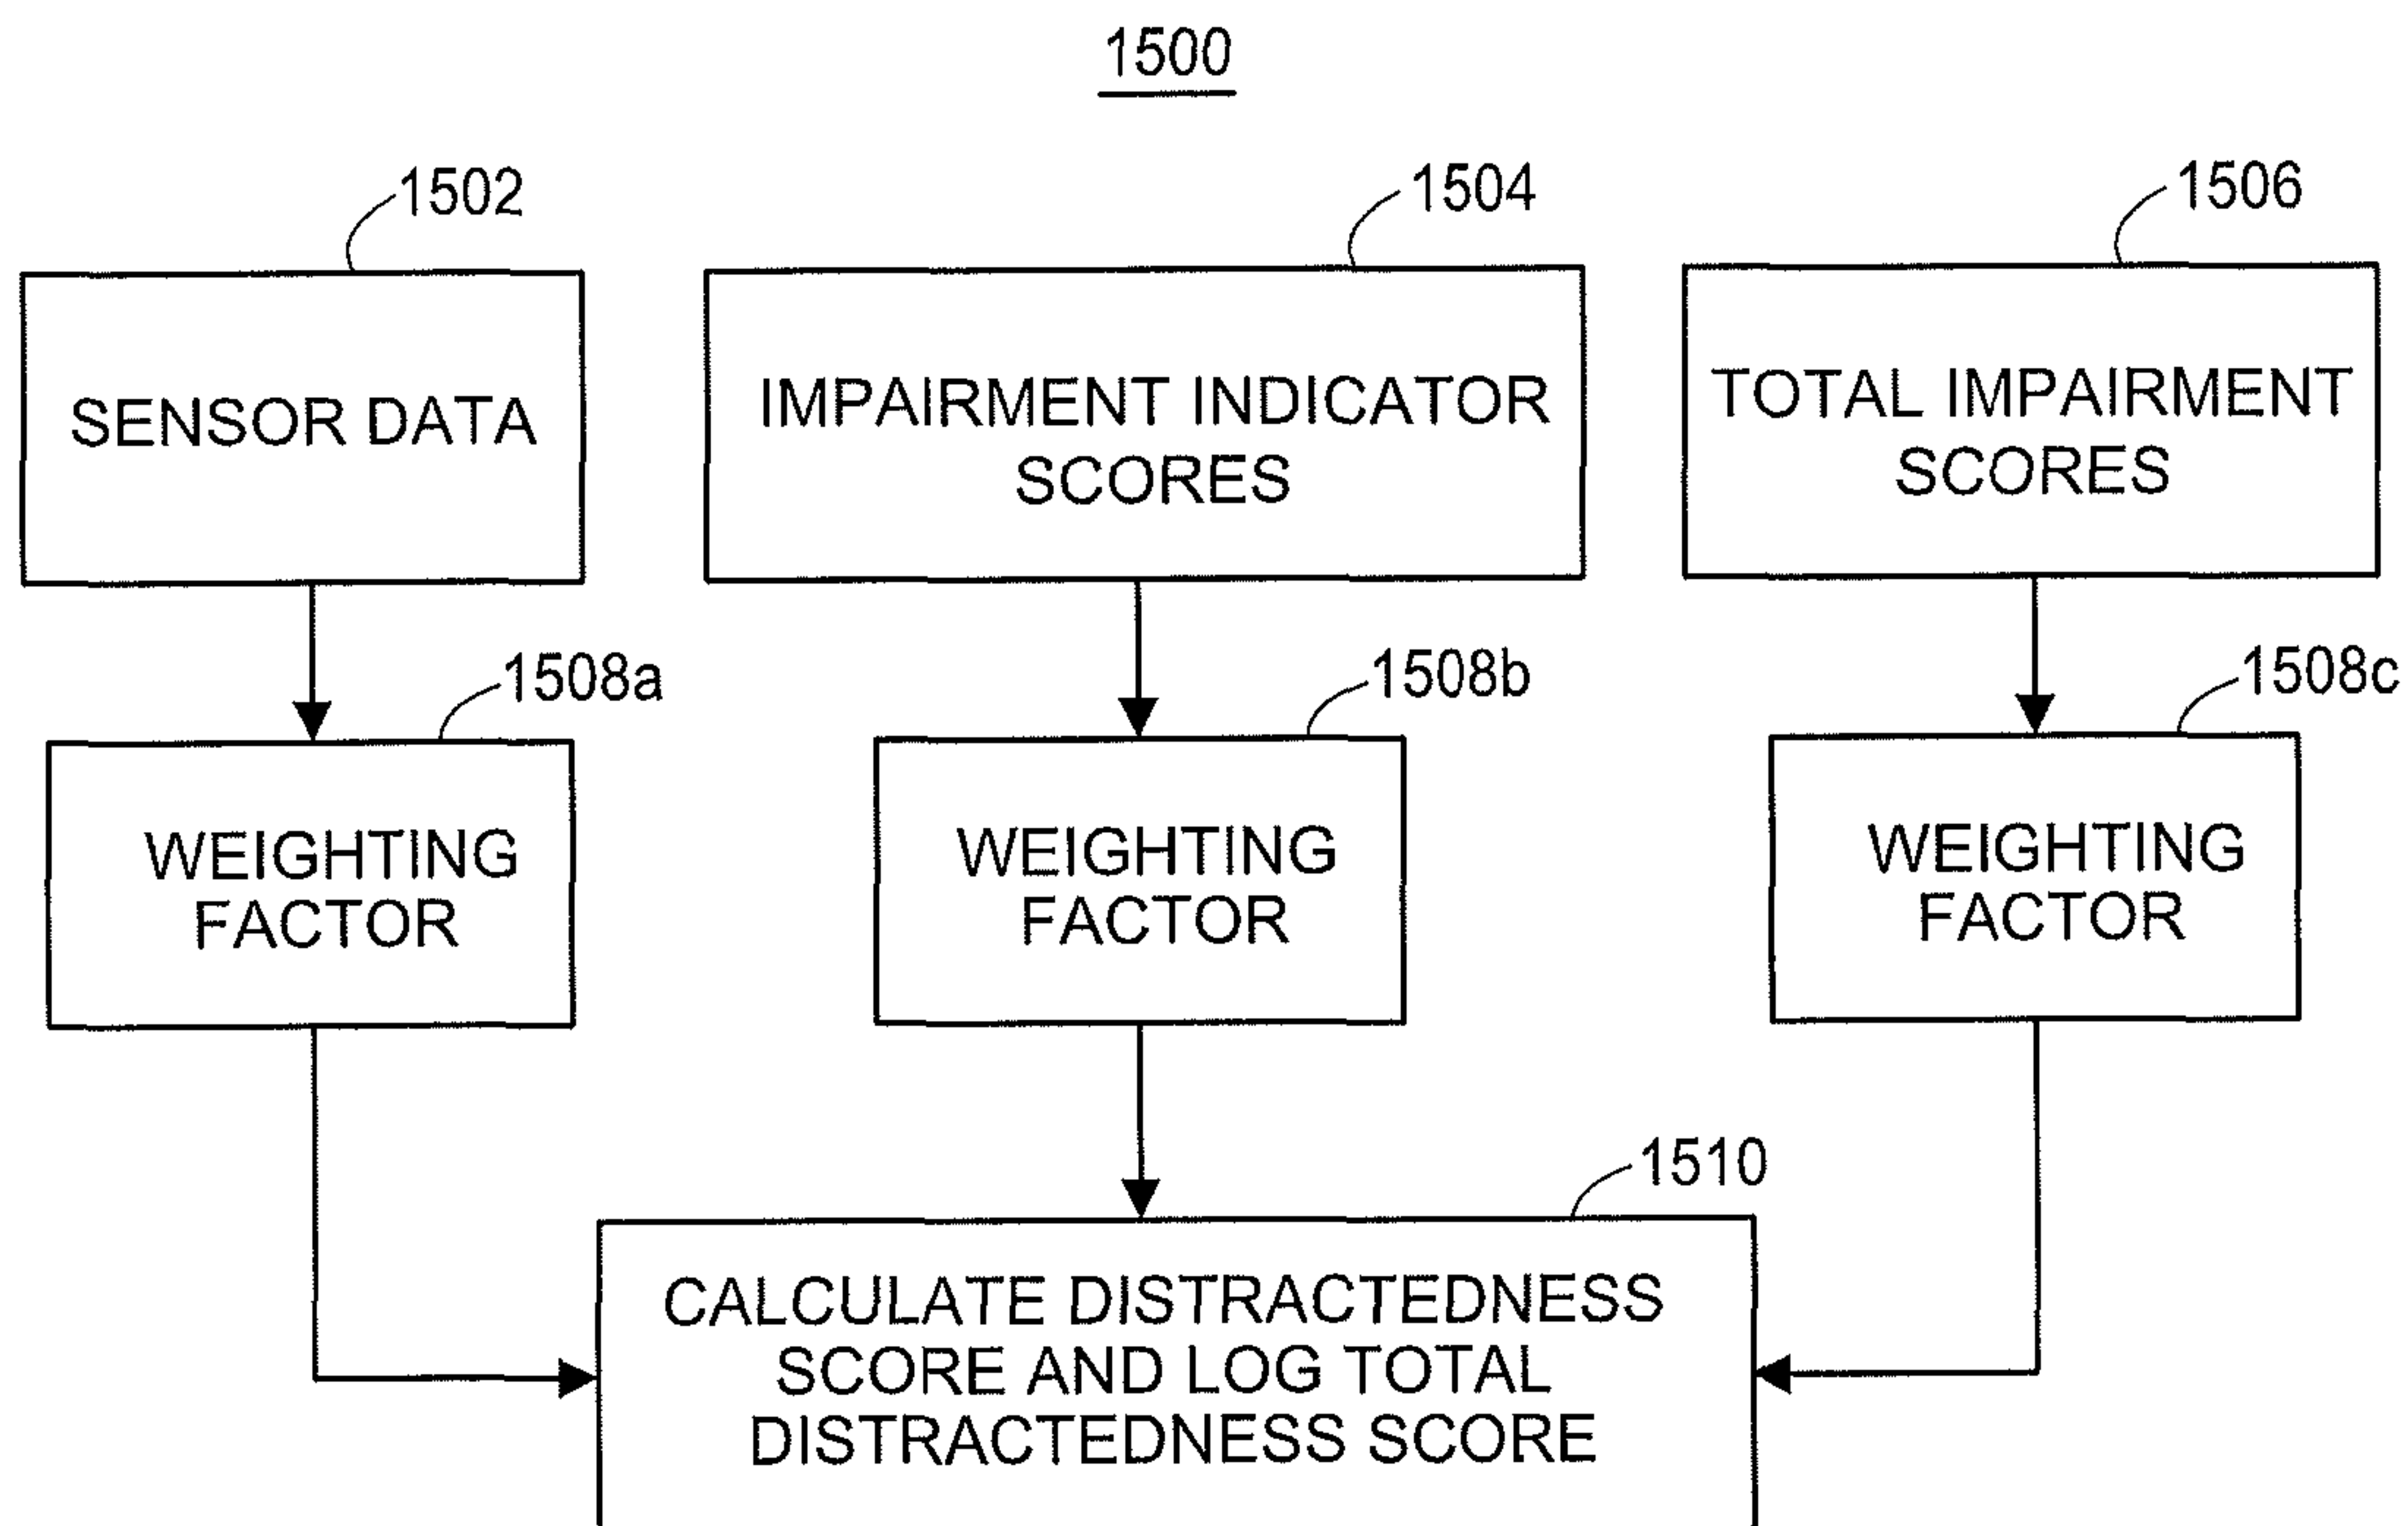 1500
1502
1504
1506
SENSOR DATA
IMPAIRMENT INDICATOR
SCORES
TOTAL IMPAIRMENT
SCORES
1508a
1508b
1508c
WEIGHTING
FACTOR
WEIGHTING
FACTOR
WEIGHTING
FACTOR
1510
CALCULATE DISTRACTEDNESS
SCORE AND LOG TOTAL
DISTRACTEDNESS SCORE